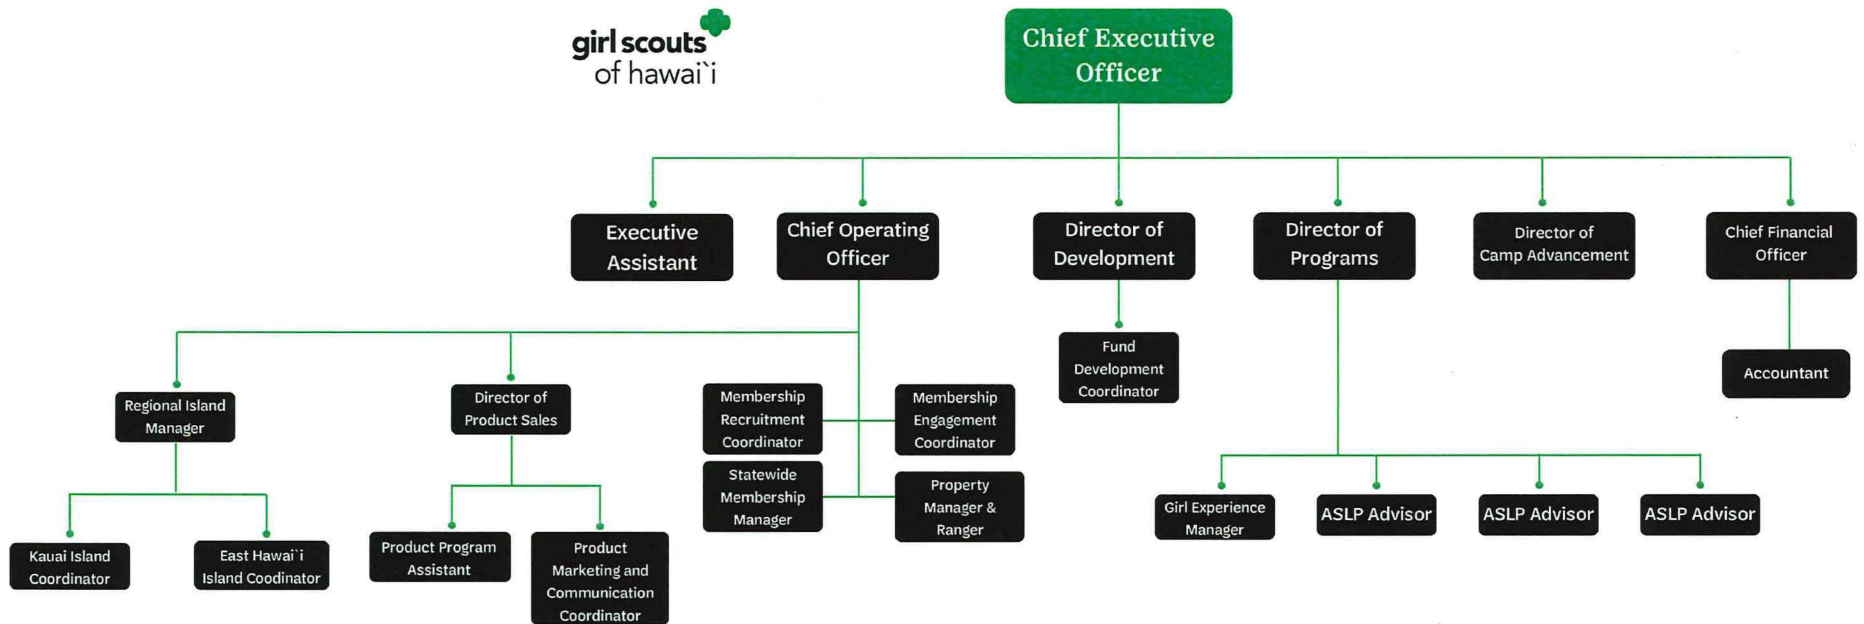 girl scouts
of hawai`i
Chief Executive
Officer
Executive
Assistant
Chief Operating
Officer
Director of
Development
Director of
Programs
Director of
Camp Advancement
Chief Financial
Officer
Regional Island
Manager
Director of
Product Sales
Membership
Recruitment
Coordinator
Membership
Engagement
Coordinator
Statewide
Membership
Manager
Property
Manager &
Ranger
Fund
Development
Coordinator
Accountant
Kauai Island
Coordinator
East Hawai`i
Island Coodinator
Product Program
Assistant
Product
Marketing and
Communication
Coordinator
Girl Experience
Manager
ASLP Advisor
ASLP Advisor
ASLP Advisor